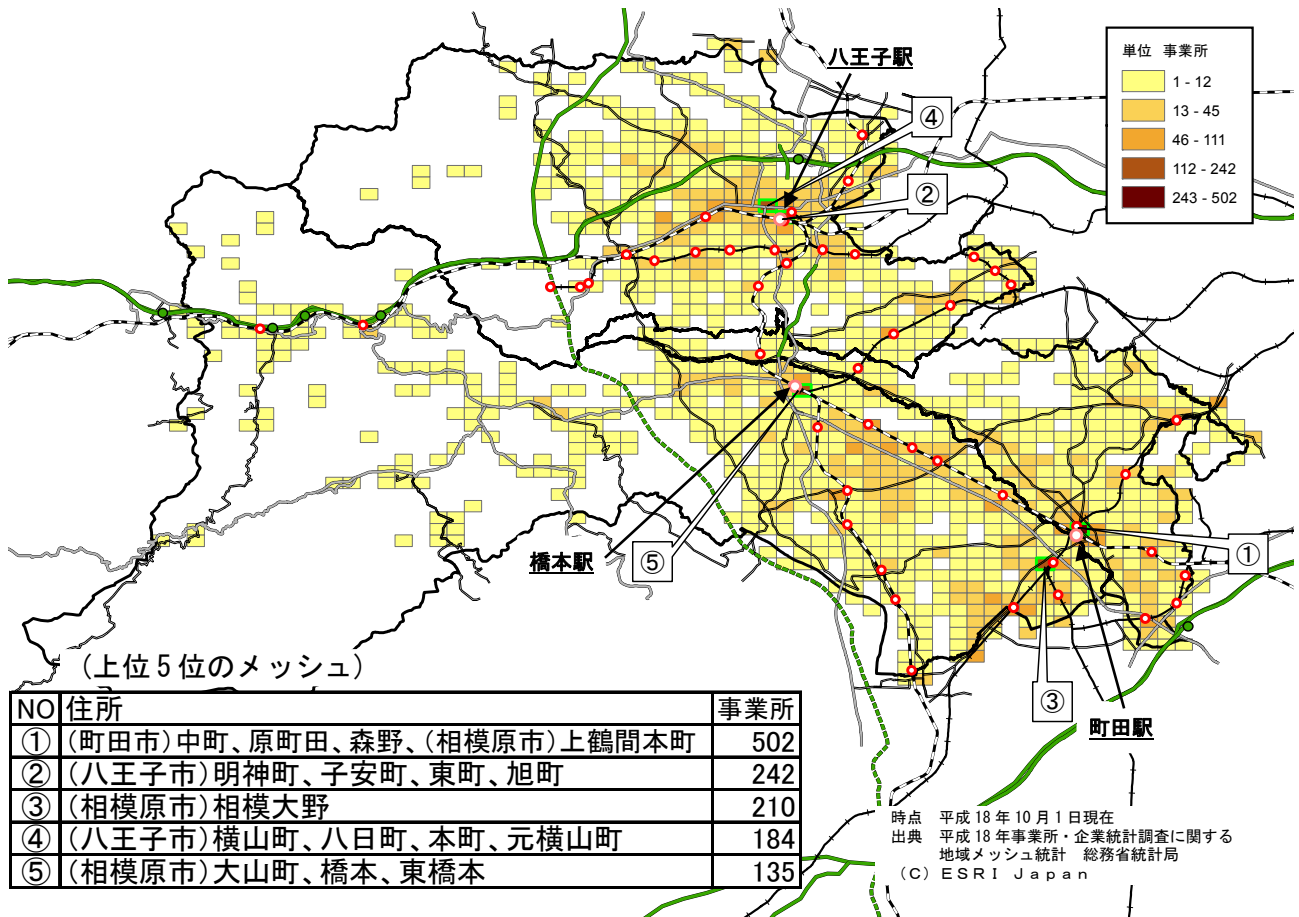 八王子駅
単位 事業所
1 - 12
13 - 45
46 - 111
112 - 242
243 - 502
④
②
橋本駅
⑤
①
③
町田駅
(上位5位のメッシュ)
NO 住所 事業所
① (町田市)中町、原町田、森野、(相模原市)上鶴間本町 502
② (八王子市)明神町、子安町、東町、旭町 242
③ (相模原市)相模大野 210
④ (八王子市)横山町、八日町、本町、元横山町 184
⑤ (相模原市)大山町、橋本、東橋本 135
時点 平成18年10月1日現在
出典 平成18年事業所・企業統計調査に関する
地域メッシュ統計 総務省統計局
(C) ESRI Japan